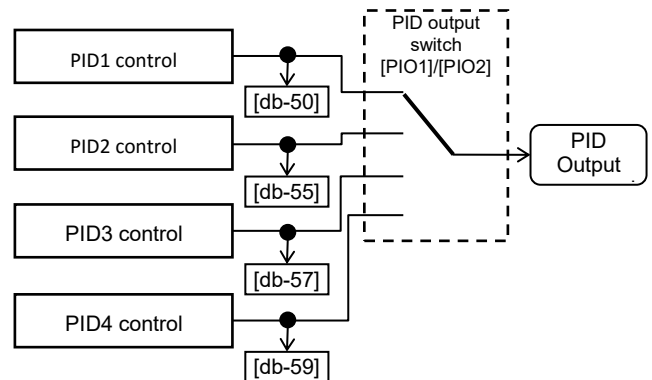 PID1 control
[db-50]
PID2 control
[db-55]
PID3 control
[db-57]
PID4 control
[db-59]
PID output
switch
[PIO1]/[PIO2]
PID
Output